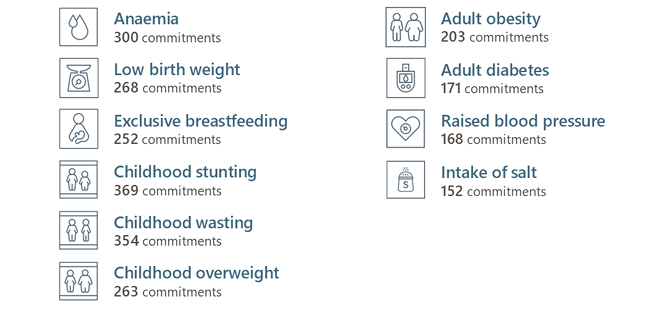 Anaemia
300 commitments
Low birth weight
268 commitments
Exclusive breastfeeding
252 commitments
Childhood stunting
369 commitments
Childhood wasting
354 commitments
Childhood overweight
263 commitments
Adult obesity
203 commitments
Adult diabetes
171 commitments
Raised blood pressure
168 commitments
Intake of salt
152 commitments
S